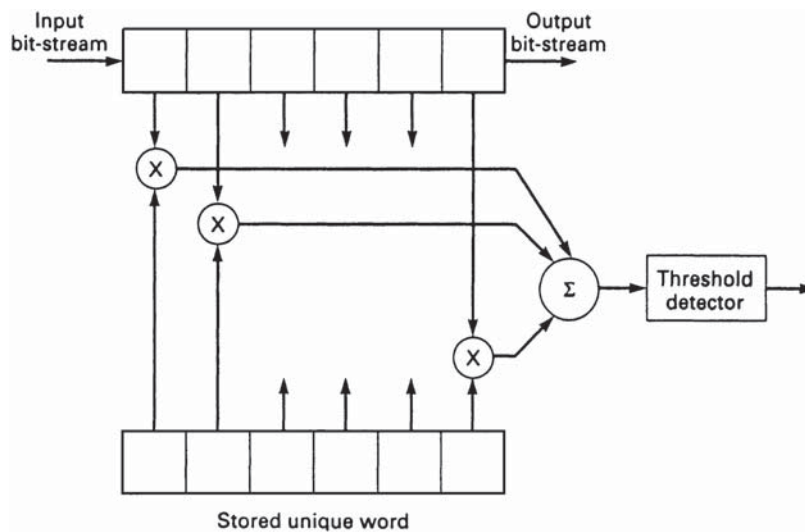 Input
bit-stream
Output
bit-stream
X
X
Σ
Threshold
detector
X
Stored unique word